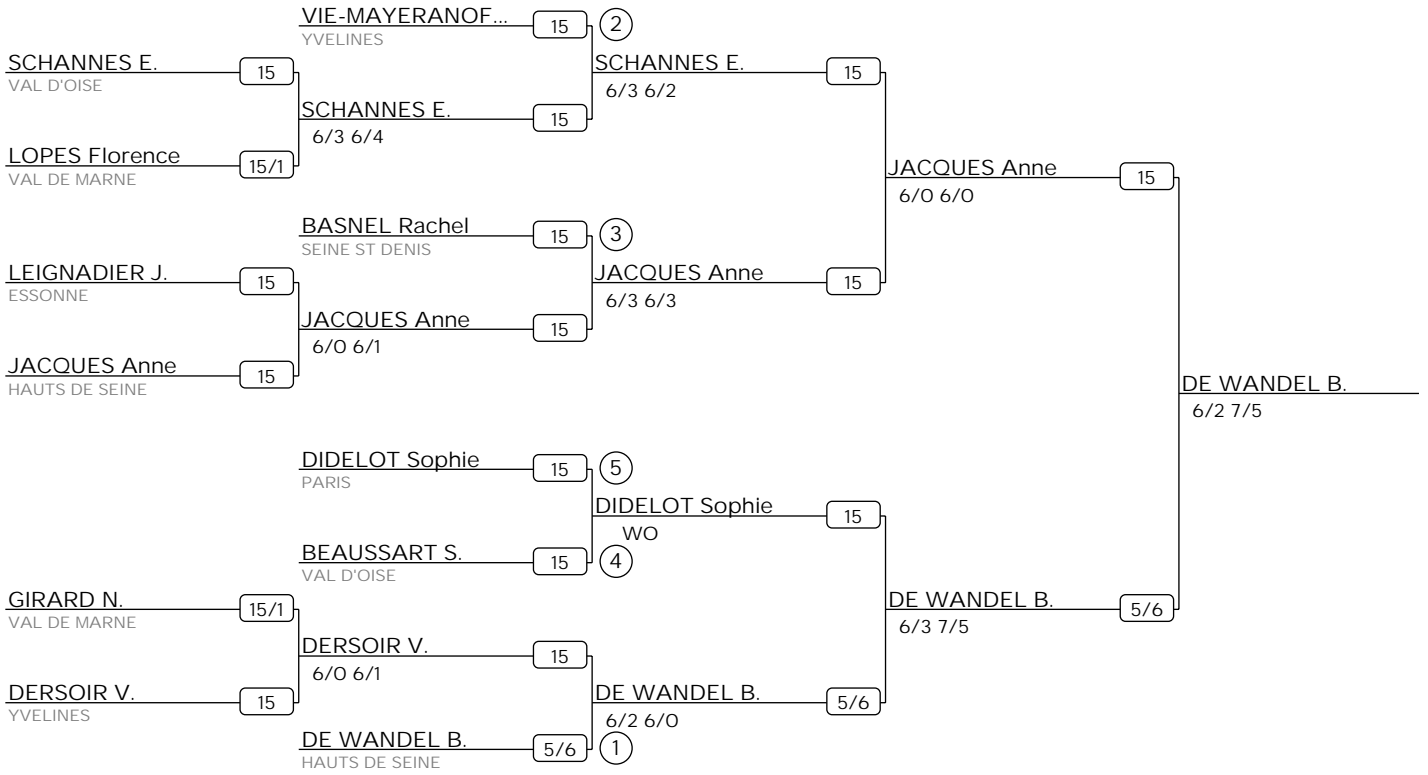 VIE-MAYERANOF...
15
2
YVELINES
SCHANNES E.
15
VAL D'OISE
SCHANNES E.
15
6/3 6/2
SCHANNES E.
15
6/3 6/4
LOPES Florence
15/1
VAL DE MARNE
JACQUES Anne
15
6/0 6/0
BASNEL Rachel
15
3
SEINE ST DENIS
LEIGNADIER J.
15
ESSONNE
JACQUES Anne
15
6/3 6/3
JACQUES Anne
15
6/0 6/1
JACQUES Anne
15
HAUTS DE SEINE
DE WANDEL B.
6/2 7/5
DIDELOT Sophie
15
5
PARIS
DIDELOT Sophie
15
WO
BEAUSSART S.
15
4
VAL D'OISE
GIRARD N.
15/1
VAL DE MARNE
DE WANDEL B.
5/6
6/3 7/5
DERSOIR V.
15
6/0 6/1
DERSOIR V.
15
YVELINES
DE WANDEL B.
5/6
6/2 6/0
DE WANDEL B.
5/6
1
HAUTS DE SEINE